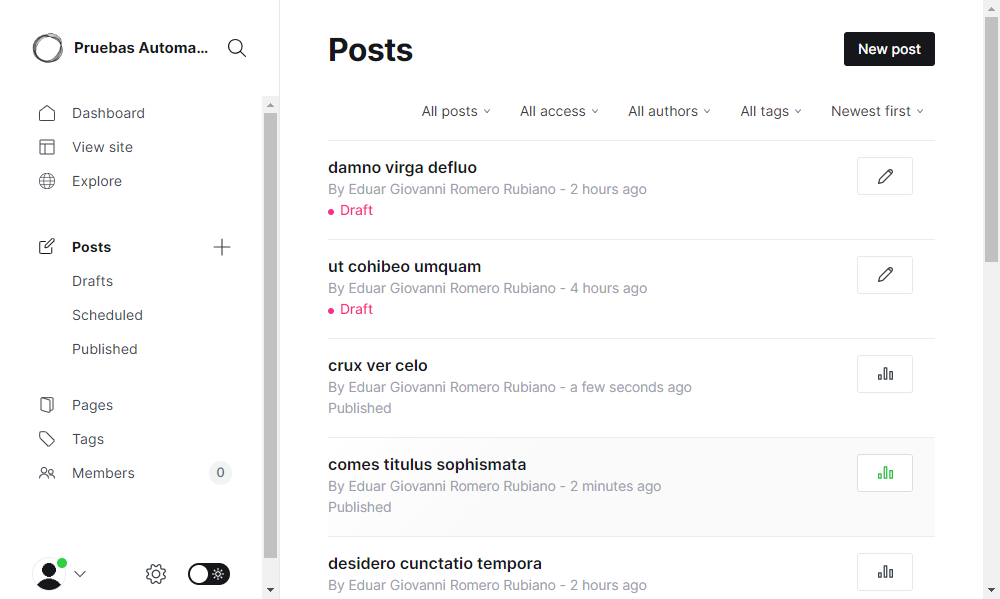 Pruebas Automa...
Dashboard
View site
Explore
Posts
Drafts
Scheduled
Published
Pages
Tags
Members 0
Posts
New post
All posts All access All authors All tags Newest first
damno virga defluo
By Eduar Giovanni Romero Rubiano - 2 hours ago
Draft
ut cohibeo umquam
By Eduar Giovanni Romero Rubiano - 4 hours ago
Draft
crux ver celo
By Eduar Giovanni Romero Rubiano - a few seconds ago
Published
comes titulus sophismata
By Eduar Giovanni Romero Rubiano - 2 minutes ago
Published
desidero cunctatio tempora
By Eduar Giovanni Romero Rubiano - 2 hours ago